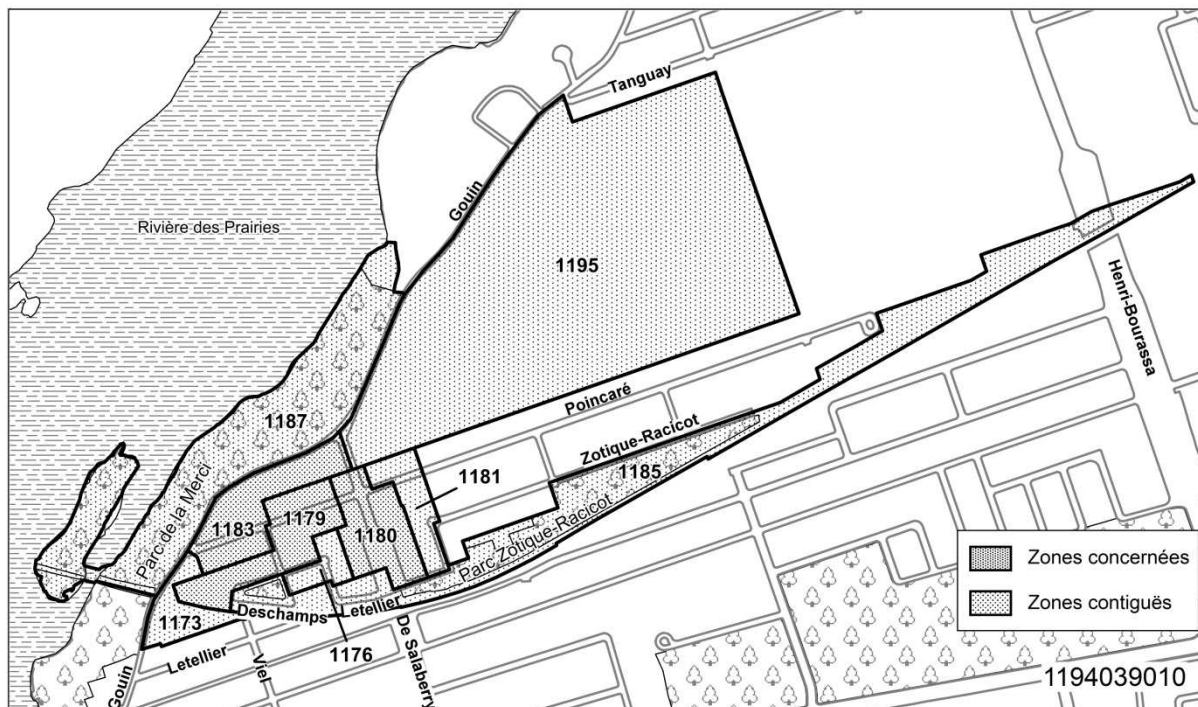 Tanguay
Gouin
Rivière des Prairies
1195
Henri-Bourassa
Poincaré
1187
Zotique-Racicot
1185
1181
Parc de la Merci
1179
1183
1180
Parc Zotique-Racicot
Zones concernées
Zones contiguës
Deschamps
Letellier
1173
1176
Letellier
Viel
De Salaberry
Gouin
1194039010